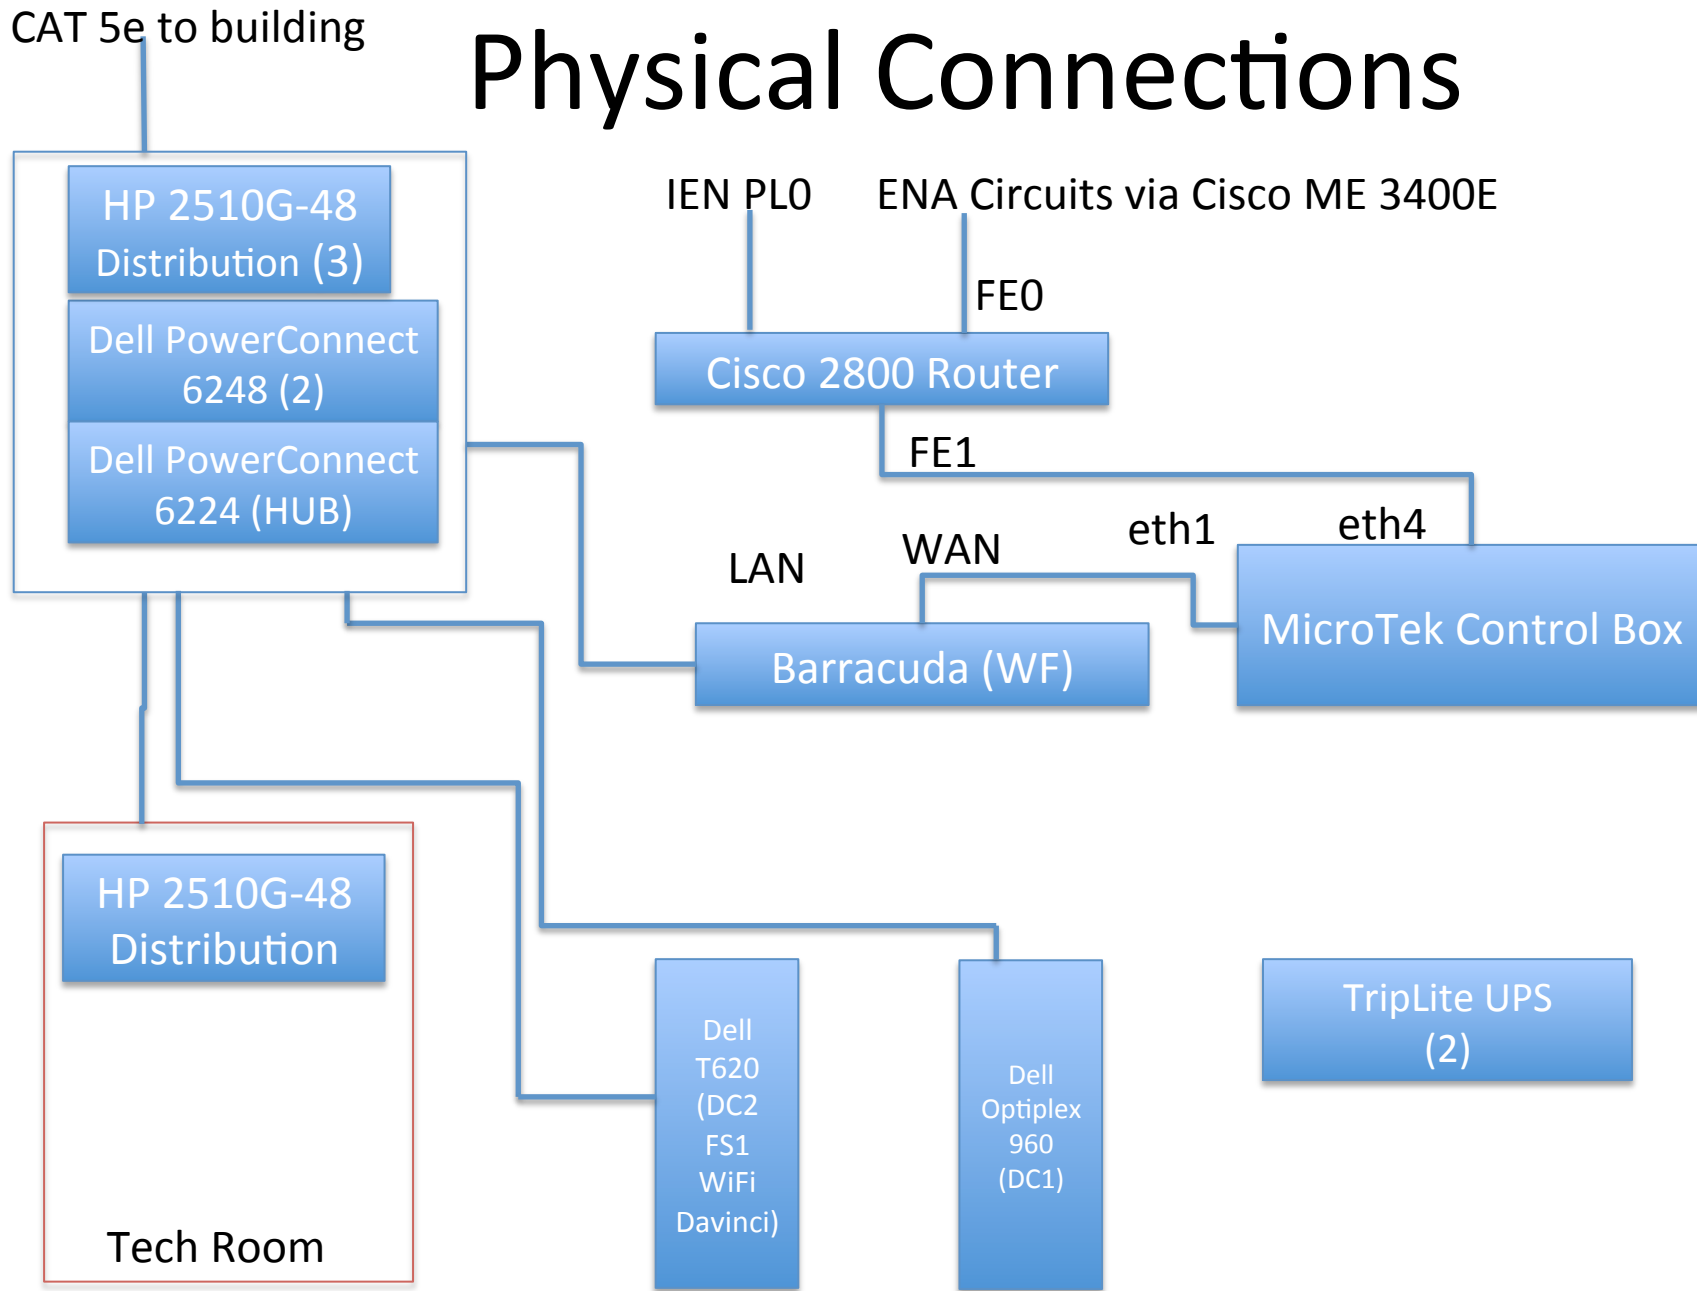 CAT 5e to building
Physical Connections
HP 2510G-48
Distribution (3)
Dell PowerConnect
6248 (2)
Dell PowerConnect
6224 (HUB)
IEN PL0
ENA Circuits via Cisco ME 3400E
FE0
Cisco 2800 Router
FE1
eth1
eth4
LAN
WAN
Barracuda (WF)
MicroTek Control Box
HP 2510G-48
Distribution
Tech Room
Dell
T620
(DC2
FS1
WiFi
Davinci)
Dell
Optiplex
960
(DC1)
TripLite UPS
(2)